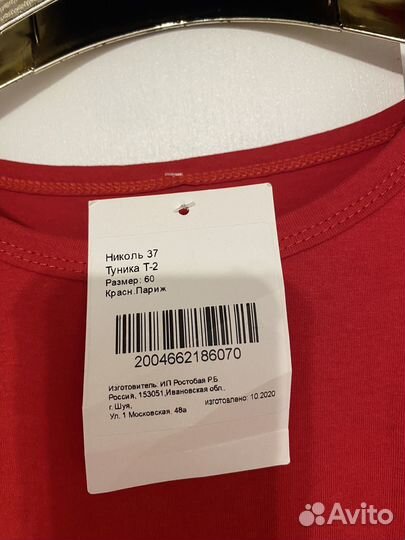 Николь 37
Туника Т-2
Размер: 60
Красн.Париж
2004662186070
Изготовитель: ИП Ростобая Р.Б.
Россия, 153051,Ивановская обл.,
г. Шуя, изготовлено: 10.2020
Ул. 1 Московская, 48а
Avito